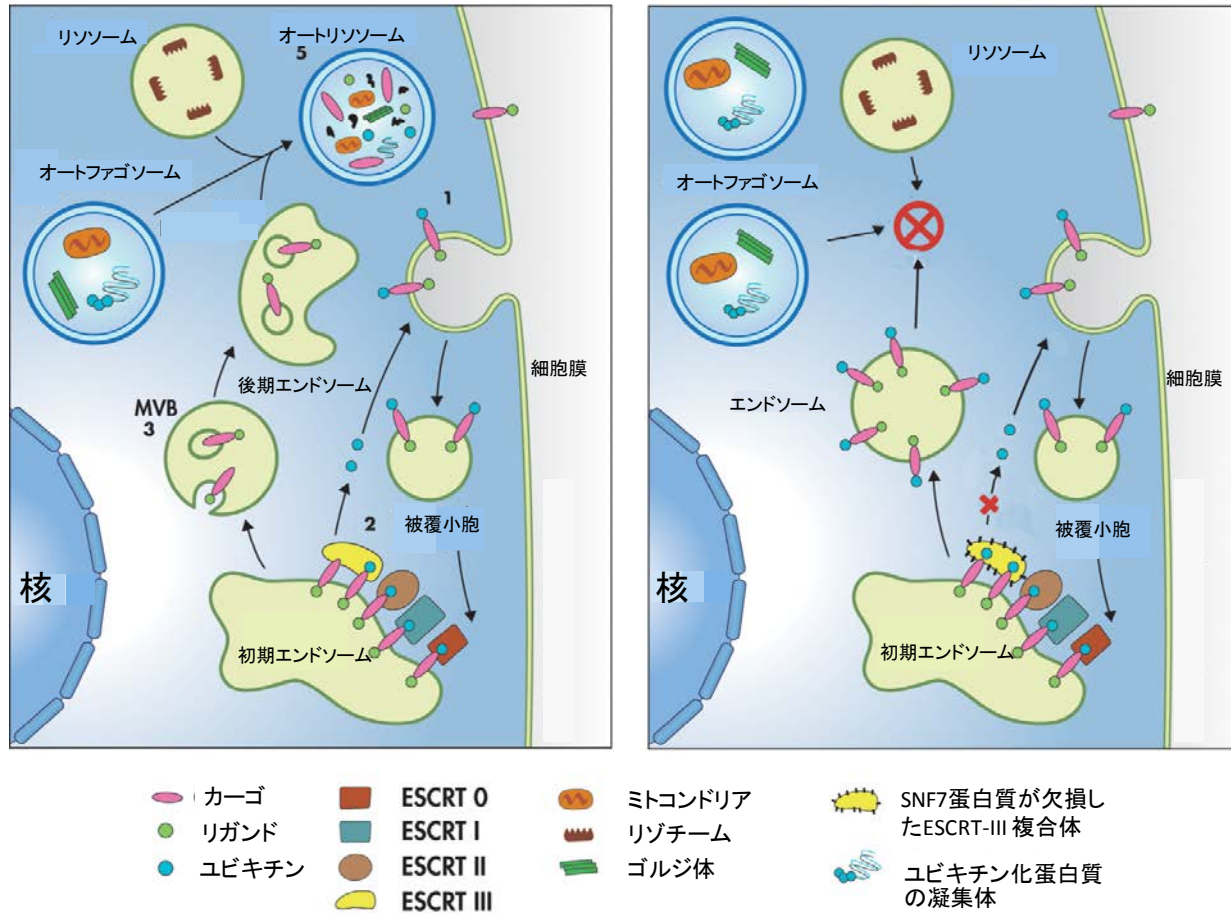 リソソーム
オートリソソーム
5
オートファゴソーム
1
後期エンドソーム
細胞膜
MVB
3
2
被覆小胞
核
初期エンドソーム
リソソーム
オートファゴソーム
エンドソーム
細胞膜
被覆小胞
核
初期エンドソーム
カーゴ
リガンド
ユビキチン
ESCRT 0
ESCRT I
ESCRT II
ESCRT III
ミトコンドリア
リゾチーム
ゴルジ体
SNF7蛋白質が欠損し
たESCRT-III 複合体
ユビキチン化蛋白質
の凝集体